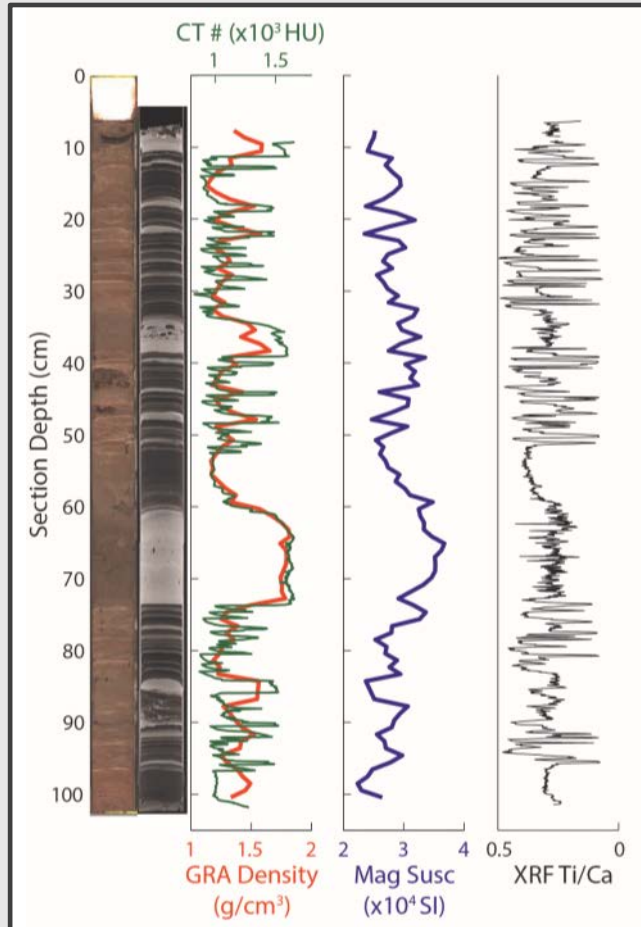 CT # (x10³ HU)
1 1.5
0
10
20
30
40
50
60
70
80
90
100
Section Depth (cm)
1 1.5 2
GRA Density
(g/cm³)
2 3 4
Mag Susc
(x10⁴ SI)
0.5 0
XRF Ti/Ca